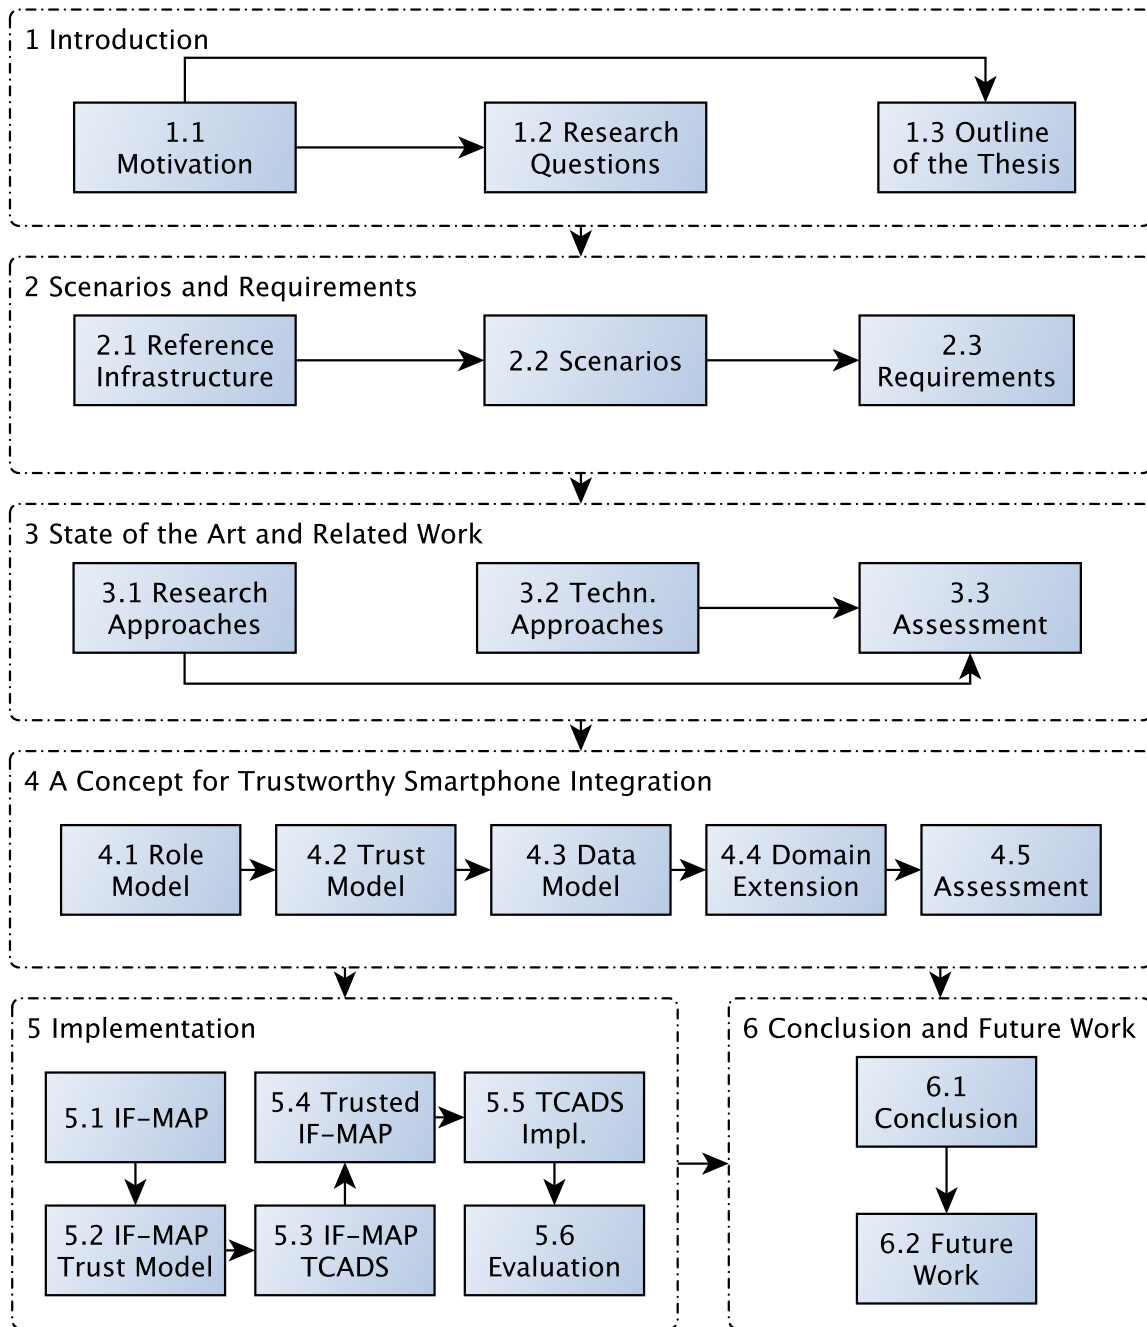 1 Introduction
1.1
Motivation
1.2 Research
Questions
1.3 Outline
of the Thesis
2 Scenarios and Requirements
2.1 Reference
Infrastructure
2.2 Scenarios
2.3
Requirements
3 State of the Art and Related Work
3.1 Research
Approaches
3.2 Techn.
Approaches
3.3
Assessment
4 A Concept for Trustworthy Smartphone Integration
4.1 Role
Model
4.2 Trust
Model
4.3 Data
Model
4.4 Domain
Extension
4.5
Assessment
5 Implementation
5.1 IF-MAP
5.2 IF-MAP
Trust Model
5.3 IF-MAP
TCADS
5.4 Trusted
IF-MAP
5.5 TCADS
Impl.
5.6
Evaluation
6 Conclusion and Future Work
6.1
Conclusion
6.2 Future
Work